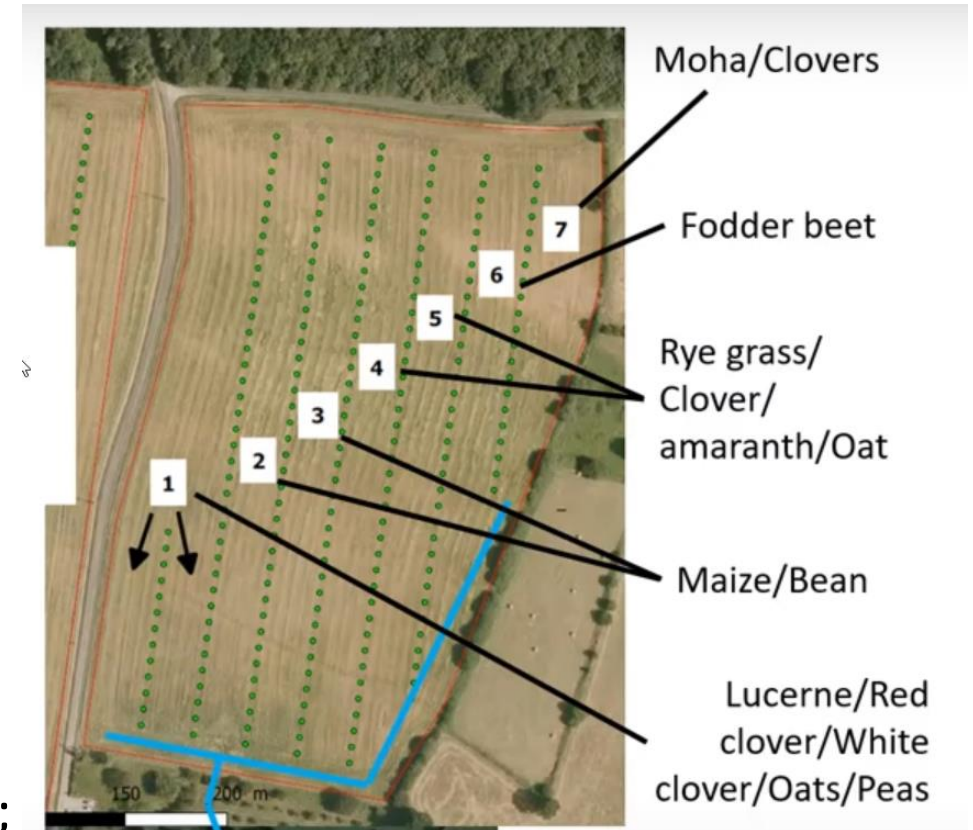 Moha/Clovers
7
Fodder beet
6
5
Rye grass/
Clover/
amaranth/Oat
4
3
2
1
Maize/Bean
Lucerne/Red
clover/White
clover/Oats/Peas
150 200 m
;